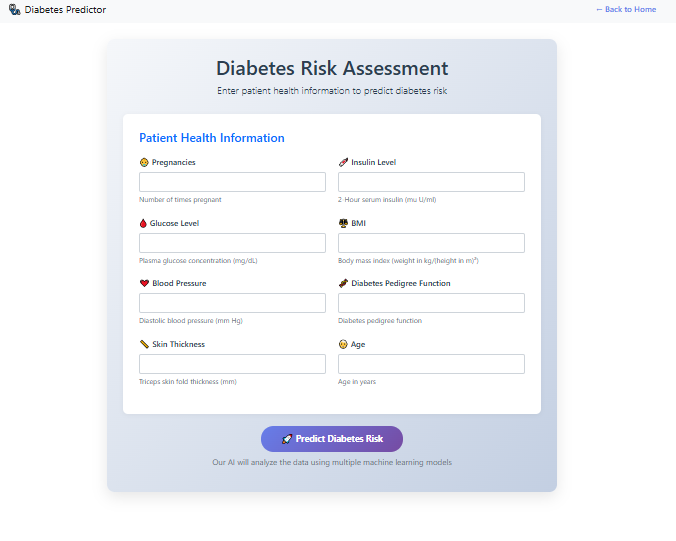 Diabetes Predictor
← Back to Home
Diabetes Risk Assessment
Enter patient health information to predict diabetes risk
Patient Health Information
Pregnancies
Number of times pregnant
Insulin Level
2-Hour serum insulin (mu U/ml)
Glucose Level
Plasma glucose concentration (mg/dL)
BMI
Body mass index (weight in kg/(height in m)²)
Blood Pressure
Diastolic blood pressure (mm Hg)
Diabetes Pedigree Function
Diabetes pedigree function
Skin Thickness
Triceps skin fold thickness (mm)
Age
Age in years
Predict Diabetes Risk
Our AI will analyze the data using multiple machine learning models